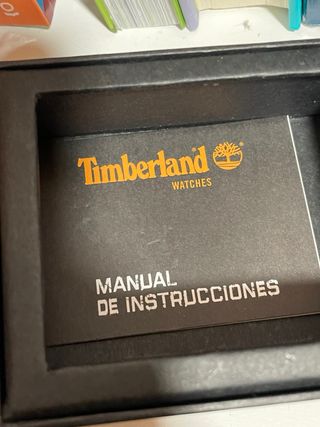 Timberland
WATCHES
MANUAL
DE INSTRUCCIONES